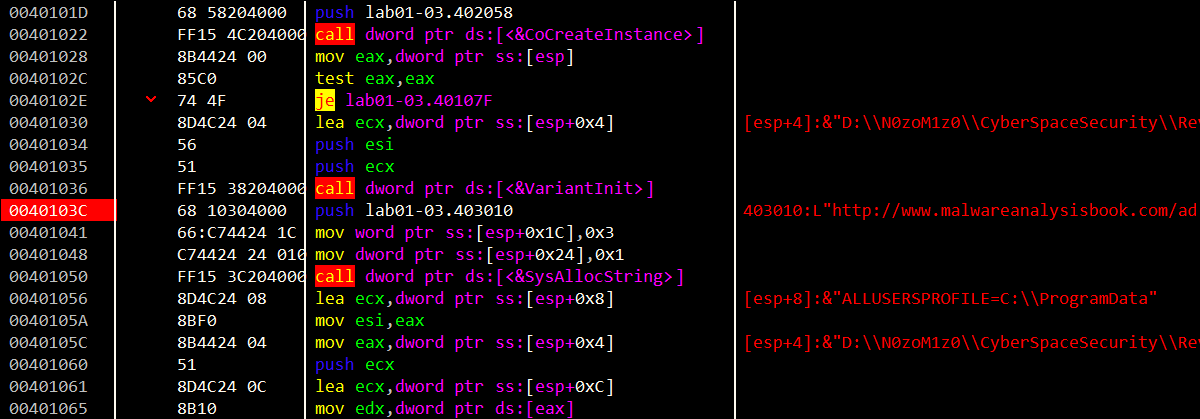 0040101D 68 58204000 push lab01-03.402058
00401022 FF15 4C204000 call dword ptr ds:[<&CoCreateInstance>]
00401028 8B4424 00 mov eax,dword ptr ss:[esp]
0040102C 85C0 test eax,eax
0040102E 74 4F je lab01-03.40107F
00401030 8D4C24 04 lea ecx,dword ptr ss:[esp+0x4] [esp+4]:&"D:\\N0zoM1z0\\CyberSpaceSecurity\\Rev
00401034 56 push esi
00401035 51 push ecx
00401036 FF15 38204000 call dword ptr ds:[<&VariantInit>]
0040103C 68 10304000 push lab01-03.403010 403010:L"http://www.malwareanalysisbook.com/ad
00401041 66:C74424 1C mov word ptr ss:[esp+0x1C],0x3
00401048 C74424 24 010 mov dword ptr ss:[esp+0x24],0x1
00401050 FF15 3C204000 call dword ptr ds:[<&SysAllocString>]
00401056 8D4C24 08 lea ecx,dword ptr ss:[esp+0x8] [esp+8]:&"ALLUSERSPROFILE=C:\\ProgramData"
0040105A 8BF0 mov esi,eax
0040105C 8B4424 04 mov eax,dword ptr ss:[esp+0x4] [esp+4]:&"D:\\N0zoM1z0\\CyberSpaceSecurity\\Rev
00401060 51 push ecx
00401061 8D4C24 0C lea ecx,dword ptr ss:[esp+0xC]
00401065 8B10 mov edx,dword ptr ds:[eax]